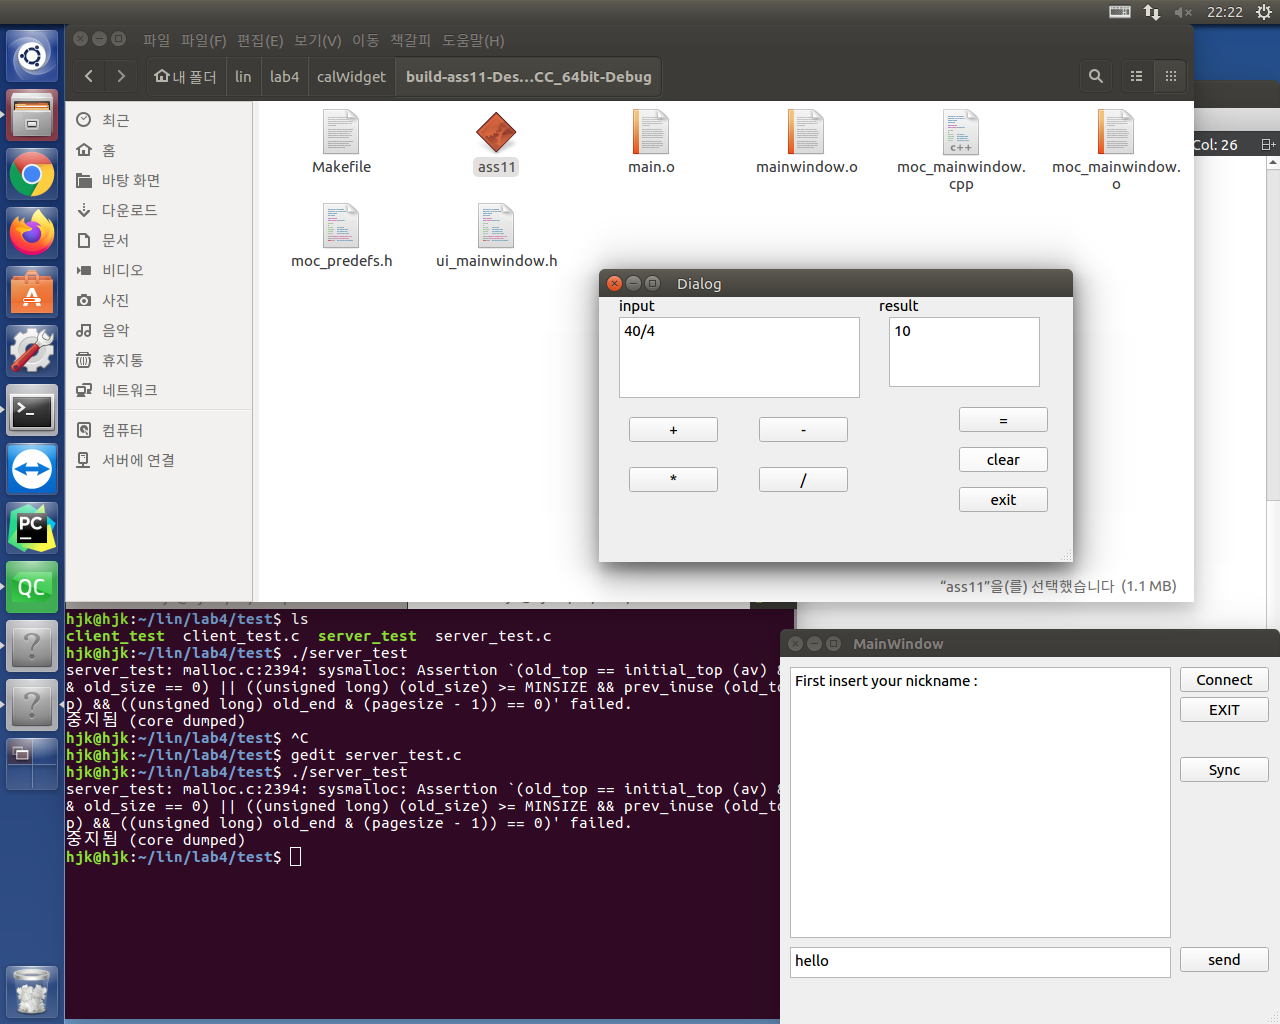 22:22
파일 파일(F) 편집(E) 보기(V) 이동 책갈피 도움말(H)
내 폴더 lin lab4 calWidget build-ass11-Des…CC_64bit-Debug
최근
홈
바탕 화면
다운로드
문서
비디오
사진
음악
휴지통
네트워크
컴퓨터
서버에 연결
Makefile ass11 main.o mainwindow.o moc_mainwindow.cpp moc_mainwindow.o
moc_predefs.h ui_mainwindow.h
Col: 26
Dialog
input result
40/4 10
+ - =
clear
* /
exit
“ass11”을(를) 선택했습니다 (1.1 MB)
PC
QC
hjk@hjk:~/lin/lab4/test$ ls
client_test client_test.c server_test server_test.c
hjk@hjk:~/lin/lab4/test$ ./server_test
server_test: malloc.c:2394: sysmalloc: Assertion `(old_top == initial_top (av) &
& old_size == 0) || ((unsigned long) (old_size) >= MINSIZE && prev_inuse (old_to
p) && ((unsigned long) old_end & (pagesize - 1)) == 0)' failed.
중지됨 (core dumped)
hjk@hjk:~/lin/lab4/test$ ^C
hjk@hjk:~/lin/lab4/test$ gedit server_test.c
hjk@hjk:~/lin/lab4/test$ ./server_test
server_test: malloc.c:2394: sysmalloc: Assertion `(old_top == initial_top (av) &
& old_size == 0) || ((unsigned long) (old_size) >= MINSIZE && prev_inuse (old_to
p) && ((unsigned long) old_end & (pagesize - 1)) == 0)' failed.
중지됨 (core dumped)
hjk@hjk:~/lin/lab4/test$
MainWindow
First insert your nickname :
Connect
EXIT
Sync
hello
send